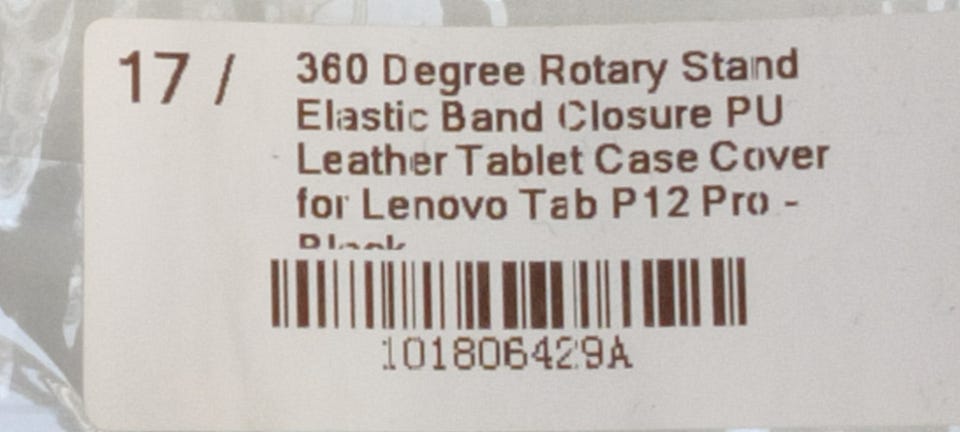 17 /
360 Degree Rotary Stand
Elastic Band Closure PU
Leather Tablet Case Cover
for Lenovo Tab P12 Pro -
Black
101806429A